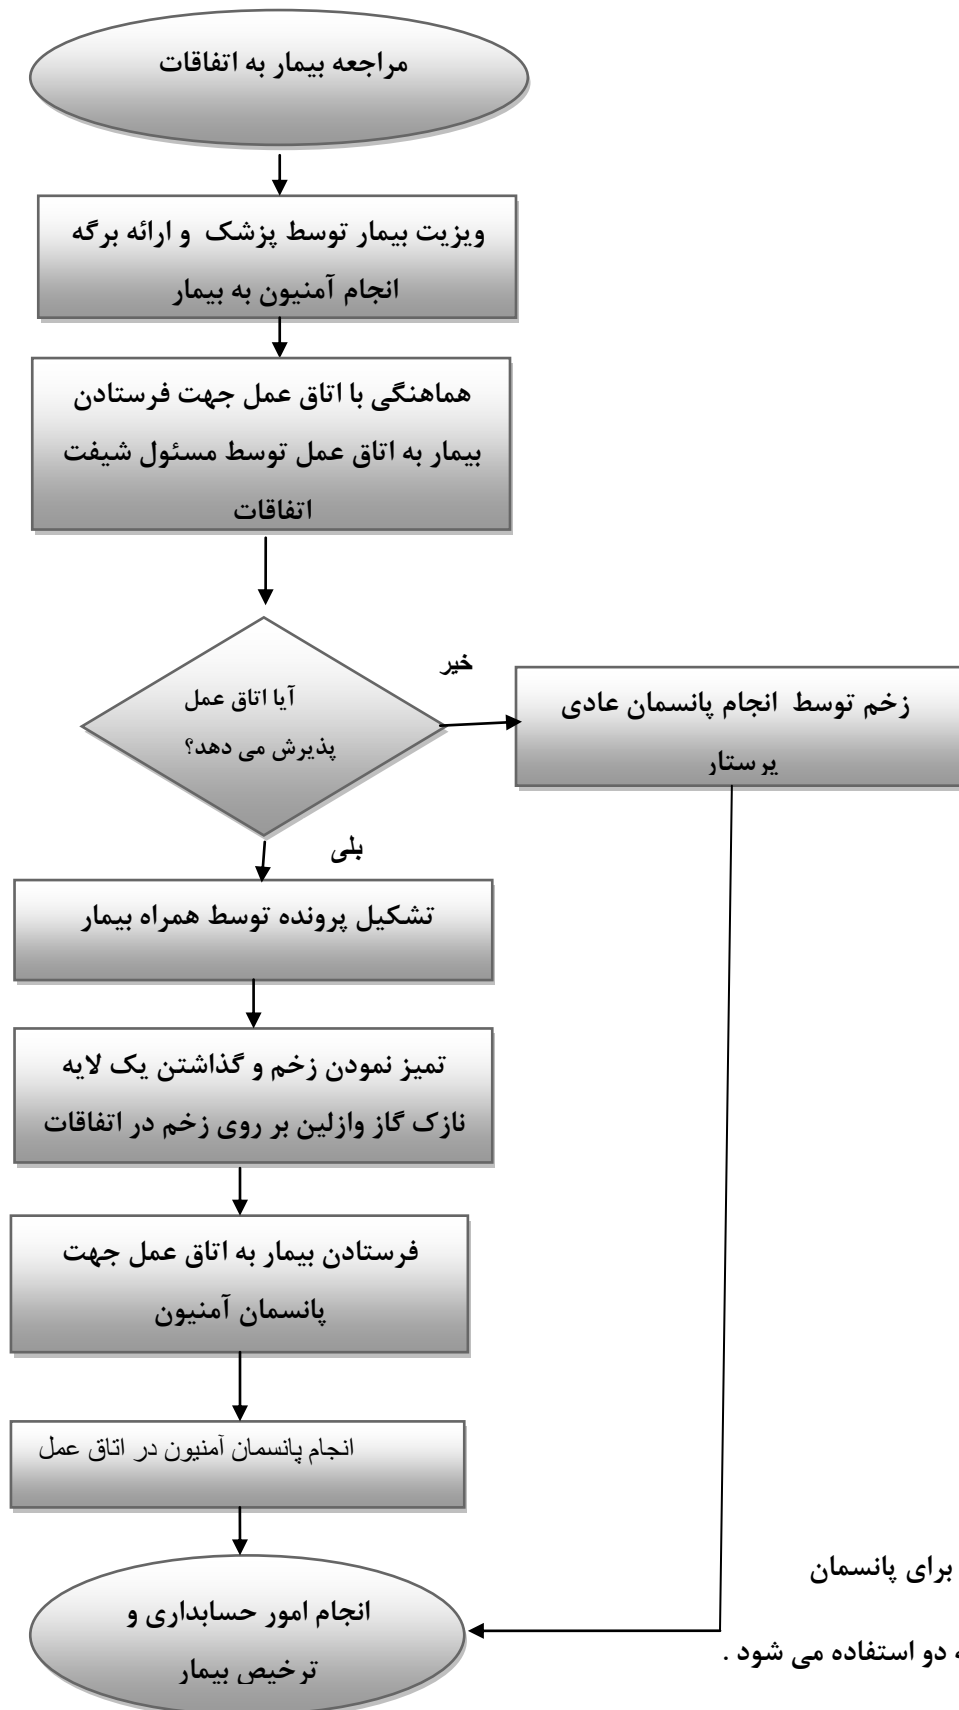 مراجعه بیمار به اتفاقات
ویزیت بیمار توسط پزشک و ارائه برگه
انجام آمنیون به بیمار
هماهنگی با اتاق عمل جهت فرستادن
بیمار به اتاق عمل توسط مسئول شیفت
اتفاقات
آیا اتاق عمل
پذیرش می دهد؟
خیر
زخم توسط انجام پانسمان عادی
پرستار
بلی
تشکیل پرونده توسط همراه بیمار
تمیز نمودن زخم و گذاشتن یک لایه
نازک گاز وازلین بر روی زخم در اتفاقات
فرستادن بیمار به اتاق عمل جهت
پانسمان آمنیون
انجام پانسمان آمنیون در اتاق عمل
انجام امور حسابداری و
ترخیص بیمار
برای پانسمان
دو استفاده می شود .